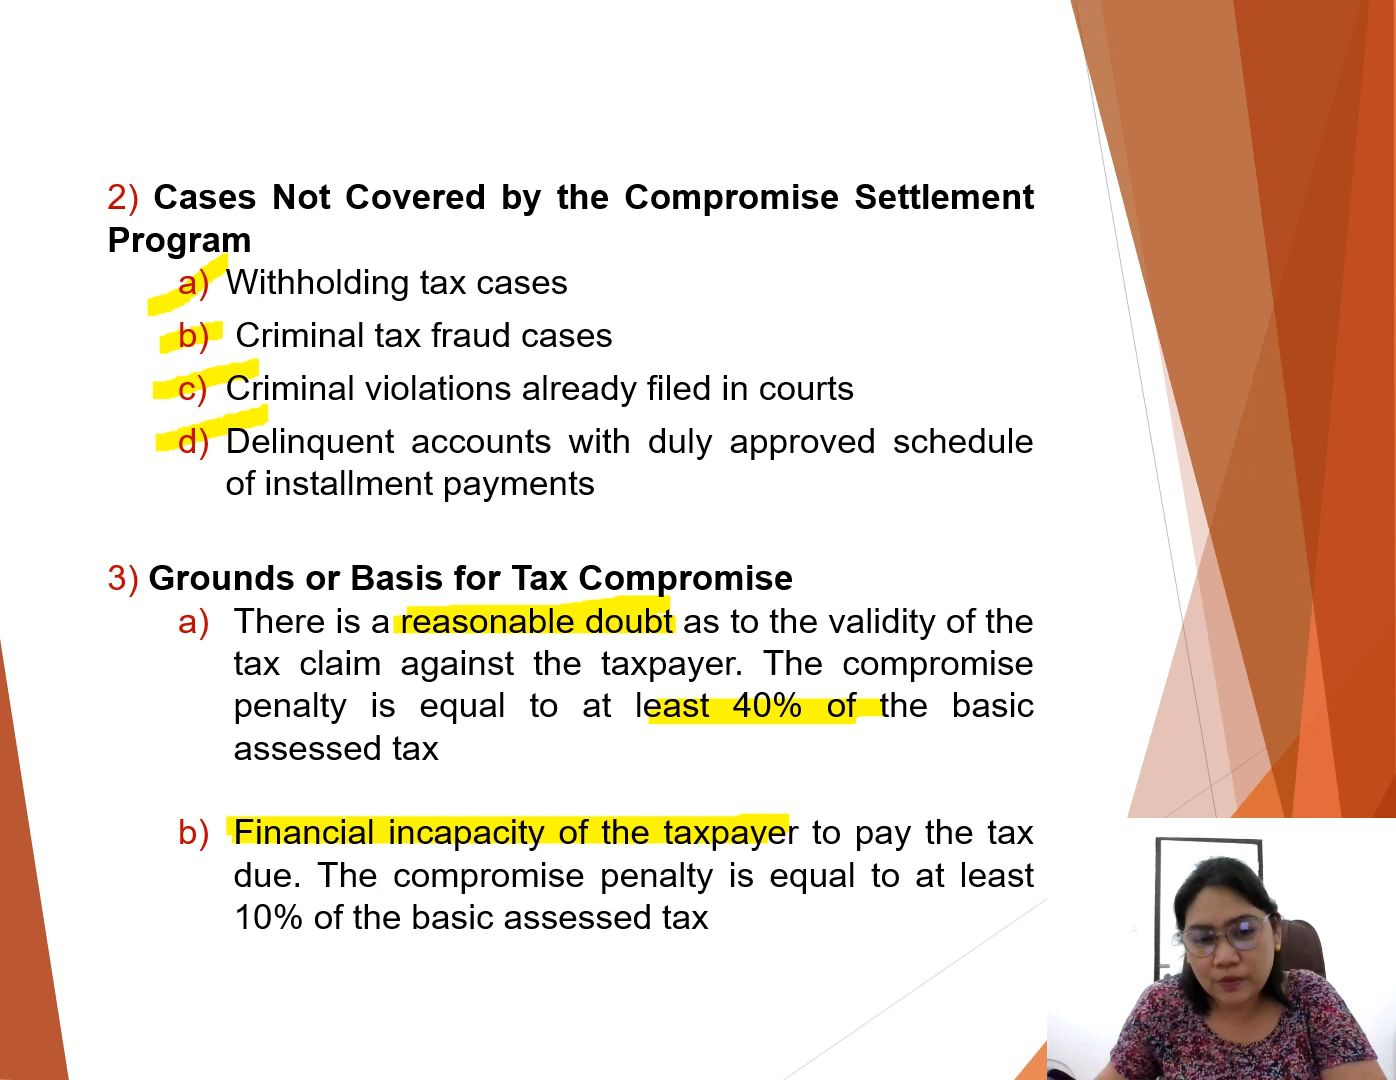 2) Cases Not Covered by the Compromise Settlement
Program
a) Withholding tax cases
b) Criminal tax fraud cases
c) Criminal violations already filed in courts
d) Delinquent accounts with duly approved schedule
of installment payments
3) Grounds or Basis for Tax Compromise
a) There is a reasonable doubt as to the validity of the
tax claim against the taxpayer. The compromise
penalty is equal to at least 40% of the basic
assessed tax
b) Financial incapacity of the taxpayer to pay the tax
due. The compromise penalty is equal to at least
10% of the basic assessed tax